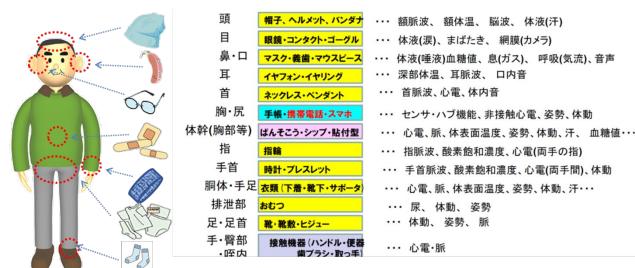 頭 帽子、ヘルメット、バンダナ ・・・ 額脈波、額体温、脳波、体液(汗)
目 眼鏡・コンタクト・ゴーグル ・・・ 体液(涙)、まばたき、網膜(カメラ)
鼻・口 マスク・義歯・マウスピース ・・・ 体液(唾液)血糖値、息(ガス)、呼吸(気流)、音声
耳 イヤフォン・イヤリング ・・・ 深部体温、耳脈波、口内音
首 ネックレス・ペンダント ・・・ 首脈波、心電、体内音
胸・尻 手帳・携帯電話・スマホ ・・・ センサ・ハブ機能、非接触心電、姿勢、体動
体幹(胸部等) ばんそこう・シップ・貼付型 ・・・ 心電、脈、体表面温度、姿勢、体動、汗、血糖値・・・
指 指輪 ・・・ 指脈波、酸素飽和濃度、心電(両手の指)
手首 時計・ブレスレット ・・・ 手首脈波、酸素飽和濃度、心電(両手間)、体動
胴体・手足 衣類(下着・靴下・サポータ) ・・・ 心電、脈、体表面温度、姿勢、体動、汗・・・
排泄部 おむつ ・・・ 尿、体動、姿勢
足・足首 靴・靴敷・ヒジュー ・・・ 体動、姿勢、脈
手・臀部 接触機器(ハンドル・便器 ・・・ 心電・脈
・咥内 歯ブラシ・取っ手)